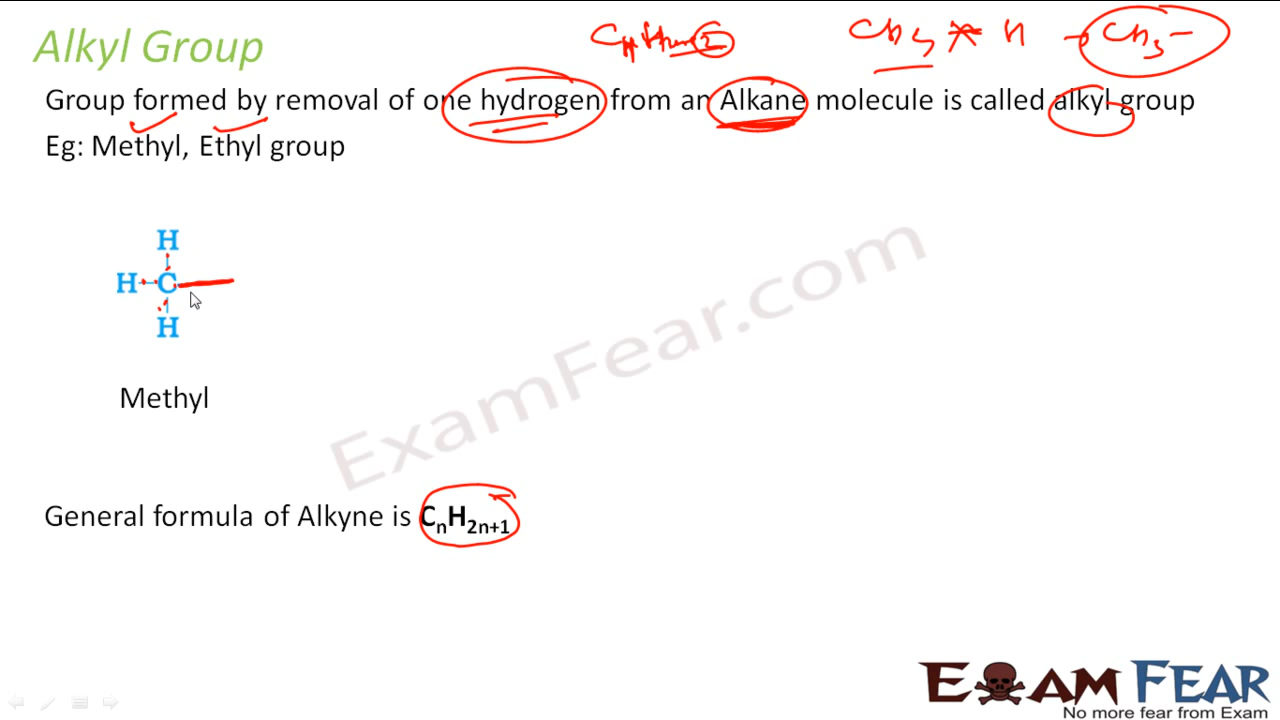 Alkyl Group
CH3 H → CH3 –
Group formed by removal of one hydrogen from an Alkane molecule is called alkyl group
Eg: Methyl, Ethyl group
H
H–C
H
Methyl
ExamFear.com
General formula of Alkyne is CnH2n+1
EXAM FEAR
No more fear from Exam